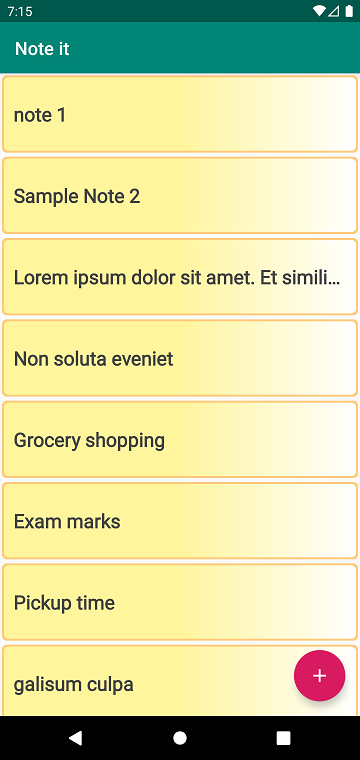 7:15
Note it
note 1
Sample Note 2
Lorem ipsum dolor sit amet. Et simili...
Non soluta eveniet
Grocery shopping
Exam marks
Pickup time
galisum culpa
+